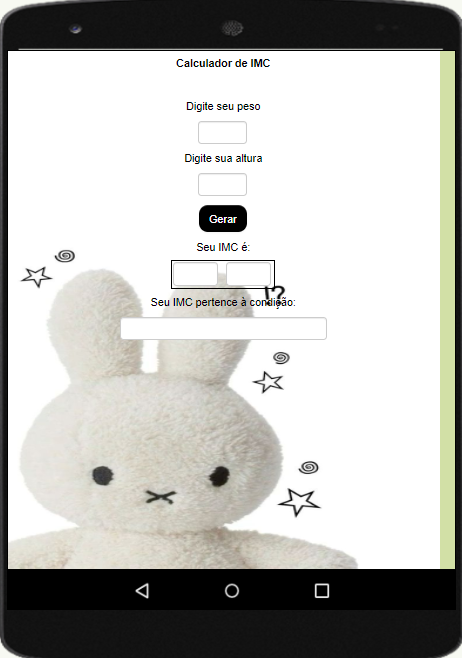 Calculador de IMC
Digite seu peso
Digite sua altura
Gerar
Seu IMC é:
!?
Seu IMC pertence à condição: